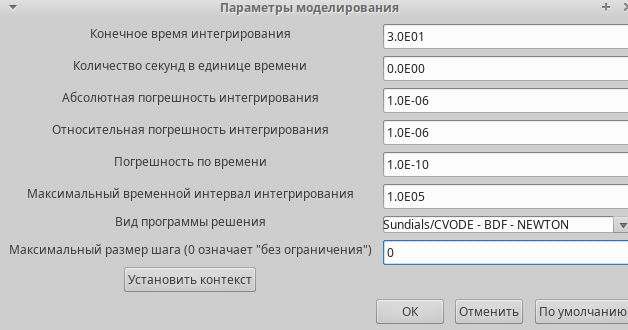 Параметры моделирования
Конечное время интегрирования 3.0E01
Количество секунд в единице времени 0.0E00
Абсолютная погрешность интегрирования 1.0E-06
Относительная погрешность интегрирования 1.0E-06
Погрешность по времени 1.0E-10
Максимальный временной интервал интегрирования 1.0E05
Вид программы решения Sundials/CVODE - BDF - NEWTON
Максимальный размер шага (0 означает "без ограничения") 0
Установить контекст
ОК Отменить По умолчанию